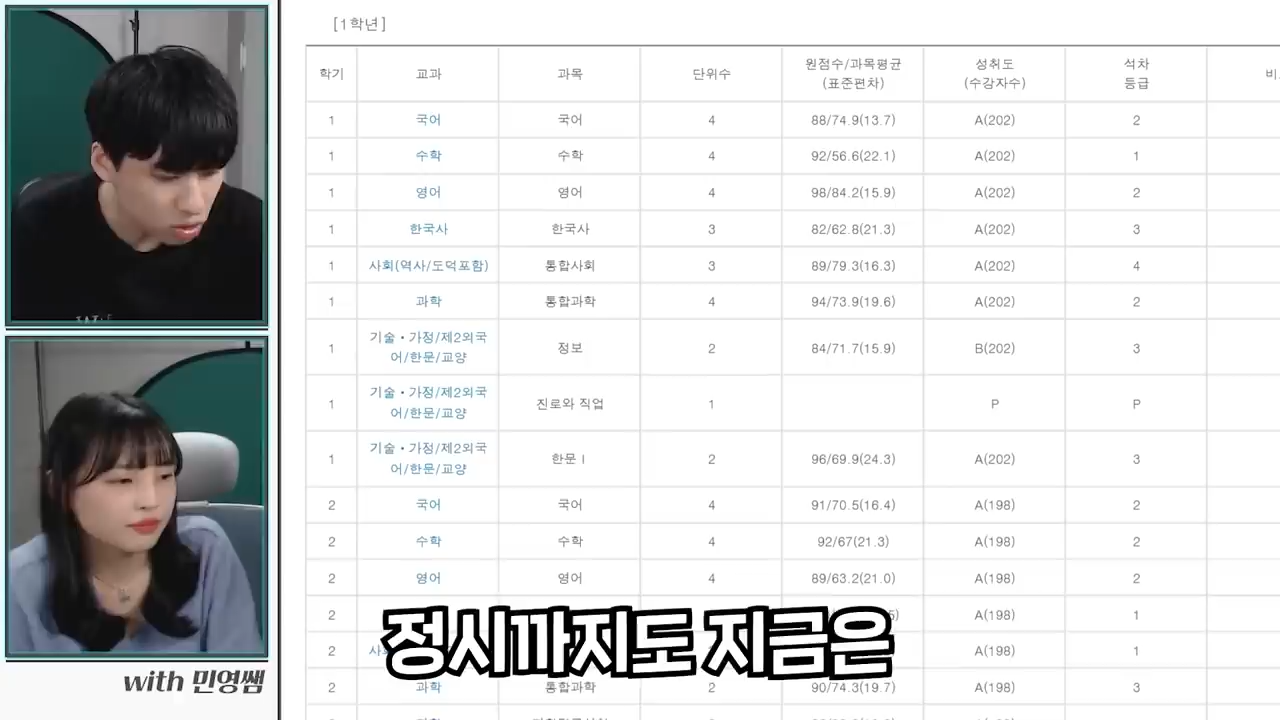 [1학년]
학기 교과 과목 단위수 원점수/과목평균 (표준편차) 성취도 (수강자수) 석차 등급
1 국어 국어 4 88/74.9(13.7) A(202) 2
1 수학 수학 4 92/56.6(22.1) A(202) 1
1 영어 영어 4 98/84.2(15.9) A(202) 2
1 한국사 한국사 3 82/62.8(21.3) A(202) 3
1 사회(역사/도덕포함) 통합사회 3 89/79.3(16.3) A(202) 4
1 과학 통합과학 4 94/73.9(19.6) A(202) 2
1 기술・가정/제2외국어/한문/교양 정보 2 84/71.7(15.9) B(202) 3
1 기술・가정/제2외국어/한문/교양 진로와 직업 1 P P
1 기술・가정/제2외국어/한문/교양 한문Ⅰ 2 96/69.9(24.3) A(202) 3
2 국어 국어 4 91/70.5(16.4) A(198) 2
2 수학 수학 4 92/67(21.3) A(198) 2
2 영어 영어 4 89/63.2(21.0) A(198) 2
2 A(198) 1
2 A(198) 1
2 과학 통합과학 2 90/74.3(19.7) A(198) 3
정시까지도 지금은
with 민영쌤